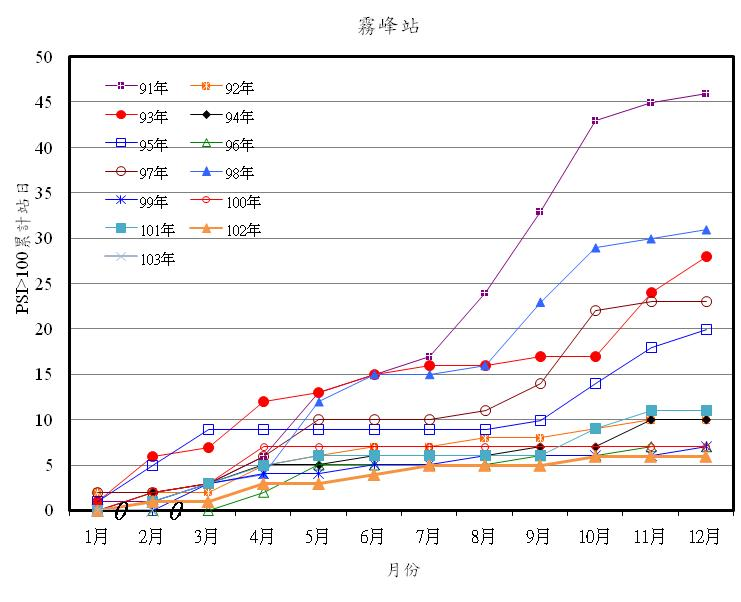 霧峰站
PSI>100累計站日
50
45
40
35
30
25
20
15
10
5
0
91年 92年
93年 94年
95年 96年
97年 98年
99年 100年
101年 102年
103年
0 0
1月 2月 3月 4月 5月 6月 7月 8月 9月 10月 11月 12月
月份